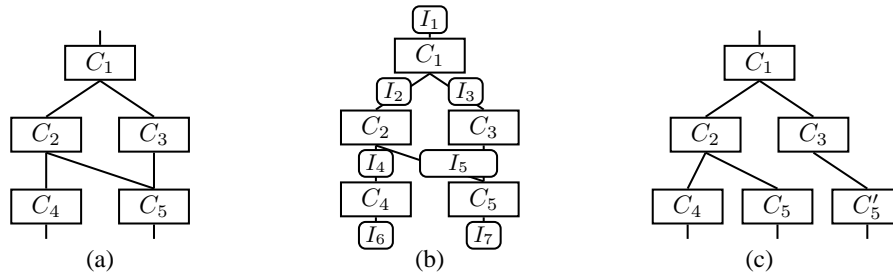 I₁
C₁ C₁ C₁
I₂ I₃
C₂ C₃ C₂ C₃ C₂ C₃
I₄ I₅
C₄ C₅ C₄ C₅ C₄ C₅ C₅′
I₆ I₇
(a) (b) (c)